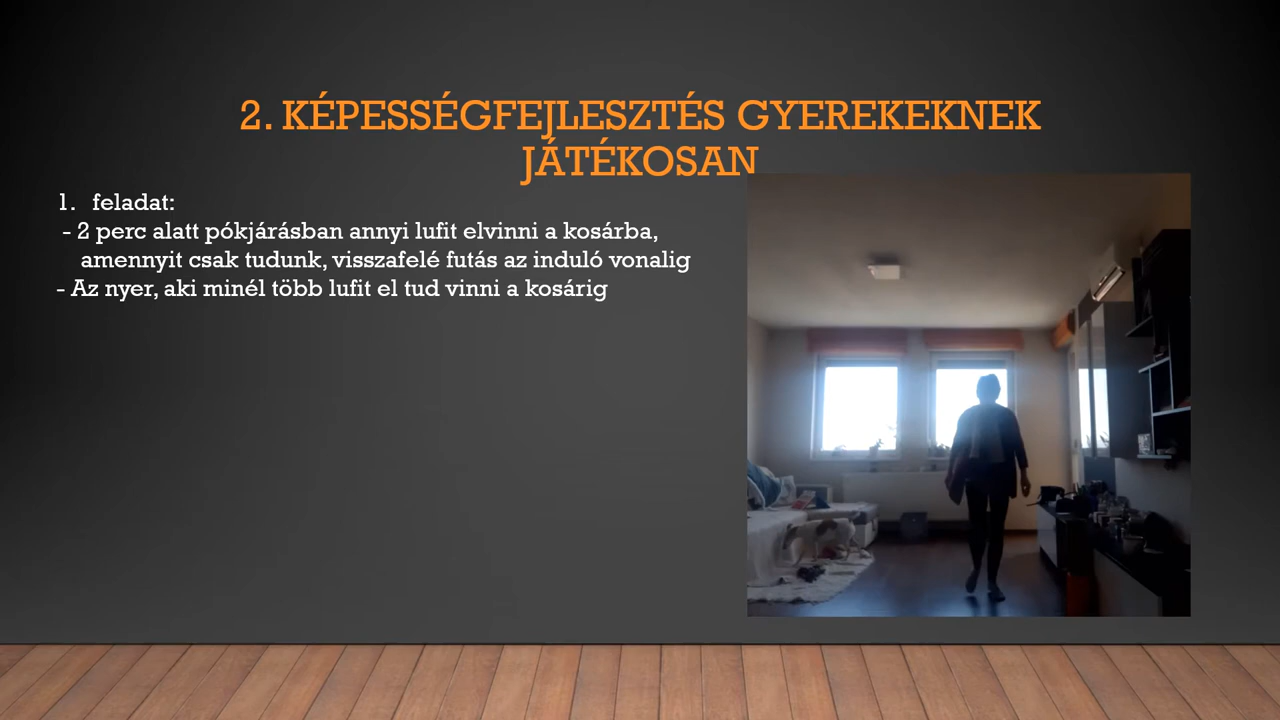 2. KÉPESSÉGFEJLESZTÉS GYEREKEKNEK
JÁTÉKOSAN
1. feladat:
- 2 perc alatt pókjárásban annyi lufit elvinni a kosárba,
amennyit csak tudunk, visszafelé futás az induló vonalig
- Az nyer, aki minél több lufit el tud vinni a kosárig